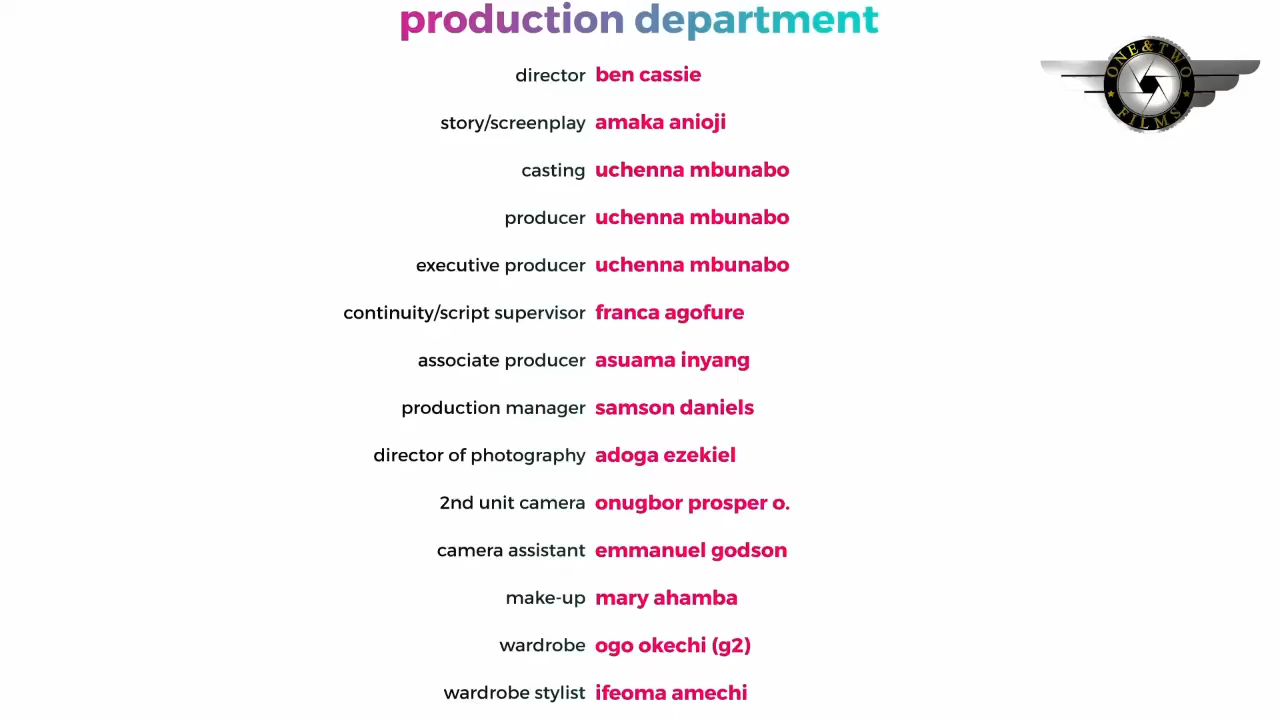 production department
ONE&TWO
FILMS
director ben cassie
story/screenplay amaka anioji
casting uchenna mbunabo
producer uchenna mbunabo
executive producer uchenna mbunabo
continuity/script supervisor franca agofure
associate producer asuama inyang
production manager samson daniels
director of photography adoga ezekiel
2nd unit camera onugbor prosper o.
camera assistant emmanuel godson
make-up mary ahamba
wardrobe ogo okechi (g2)
wardrobe stylist ifeoma amechi